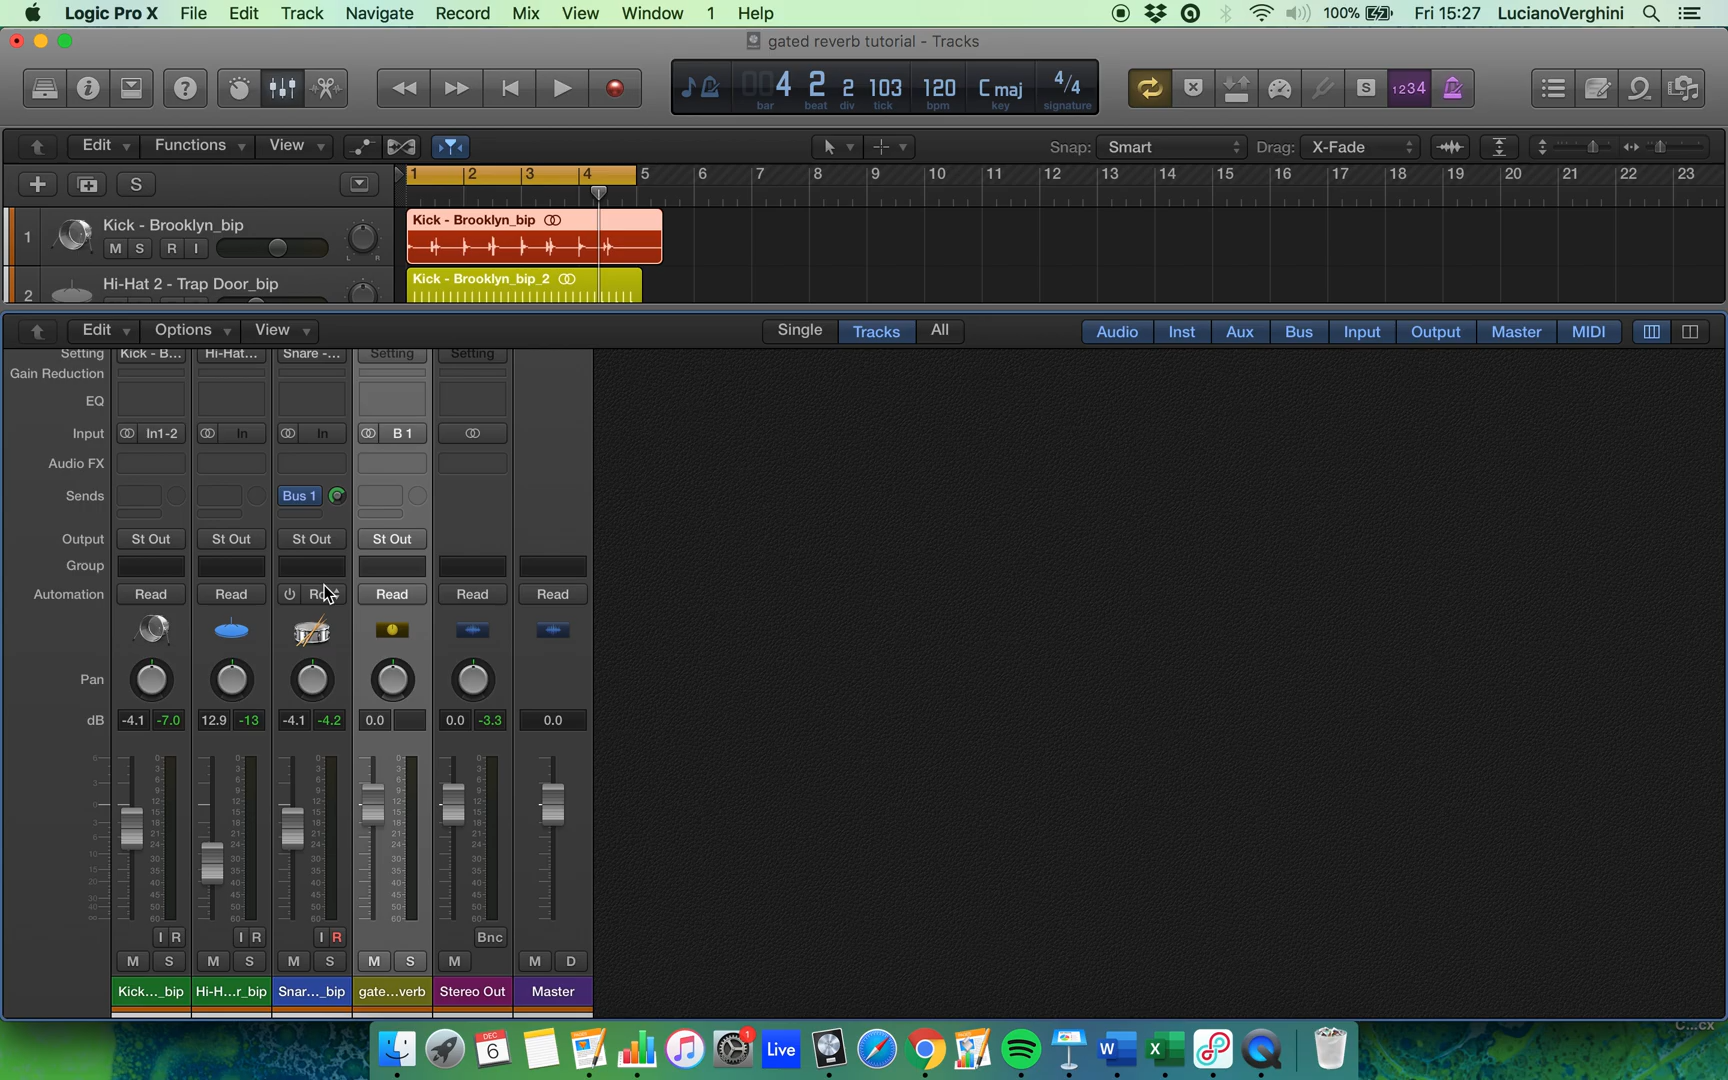 Logic Pro X File Edit Track Navigate Record Mix View Window 1 Help 100% Fri 15:27 LucianoVerghini
gated reverb tutorial - Tracks
00 4 2 2 103 120 C maj 4/4
bar beat div tick bpm key signature
S 1234
Edit Functions View Snap: Smart Drag: X-Fade
S 1 2 3 4 5 6 7 8 9 10 11 12 13 14 15 16 17 18 19 20 21 22 23
1 Kick - Brooklyn_bip Kick - Brooklyn_bip
M S R I L R
2 Hi-Hat 2 - Trap Door_bip Kick - Brooklyn_bip_2
Edit Options View Single Tracks All Audio Inst Aux Bus Input Output Master MIDI
Setting Kick - B... Hi-Hat... Snare -... Setting Setting
Gain Reduction
EQ
Input In1-2 In In B 1
Audio FX
Sends Bus 1
Output St Out St Out St Out St Out
Group
Automation Read Read Read Read Read
Pan
dB -4.1 -7.0 12.9 -13 -4.1 -4.2 0.0 0.0 -3.3 0.0
I R I R I R Bnc
M S M S M S M S M M D
Kick..._bip Hi-H...r_bip Snar..._bip gate...verb Stereo Out Master
C...cx
DEC
6 1 Live W X